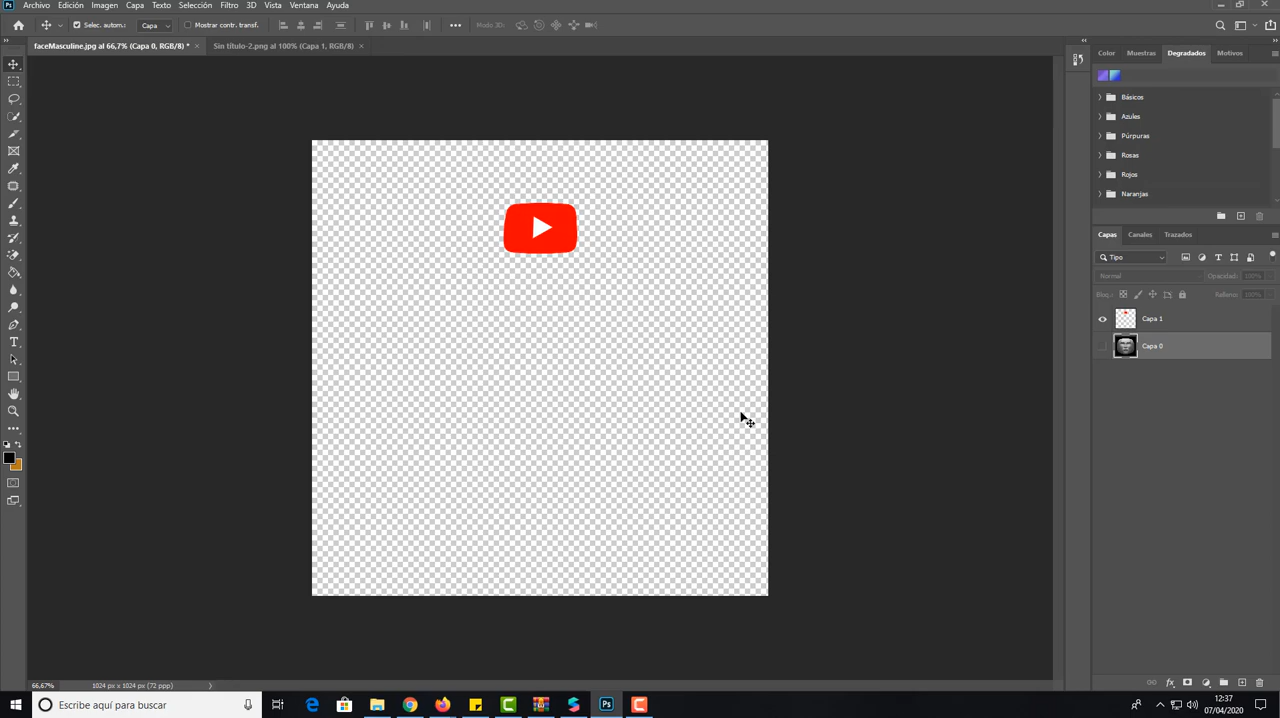 Archivo Edición Imagen Capa Texto Selección Filtro 3D Vista Ventana Ayuda
Selec. autom.: Capa Mostrar contr. transf. Modo 3D:
faceMasculine.jpg al 66,7% (Capa 0, RGB/8) * × Sin título-2.png al 100% (Capa 1, RGB/8) ×
Color Muestras Degradados Motivos
Básicos
Azules
Púrpuras
Rosas
Rojos
Naranjas
Capas Canales Trazados
Tipo
Normal Opacidad: 100%
Bloq.: Relleno: 100%
Capa 1
Capa 0
66,67% 1024 px x 1024 px (72 ppp)
Escribe aquí para buscar
12:37
07/04/2020